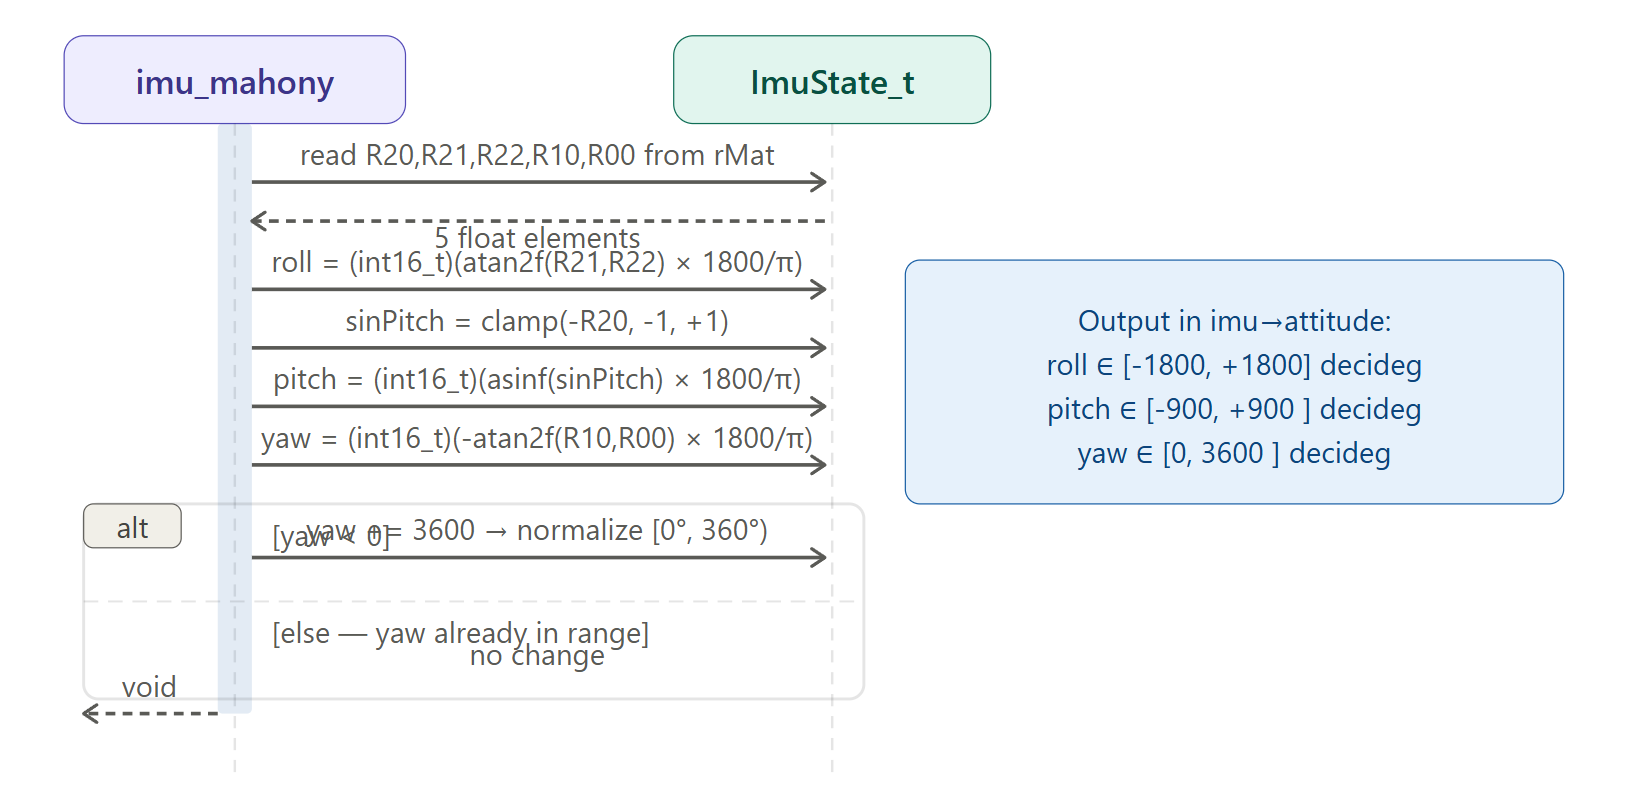 imu_mahony
ImuState_t
read R20,R21,R22,R10,R00 from rMat
5 float elements
roll = (int16_t)(atan2f(R21,R22) × 1800/π)
sinPitch = clamp(-R20, -1, +1)
pitch = (int16_t)(asinf(sinPitch) × 1800/π)
yaw = (int16_t)(-atan2f(R10,R00) × 1800/π)
Output in imu→attitude:
roll ∈ [-1800, +1800] decideg
pitch ∈ [-900, +900 ] decideg
yaw ∈ [0, 3600 ] decideg
alt
[yaw < 0]
yaw += 3600 → normalize [0°, 360°)
[else — yaw already in range]
no change
void